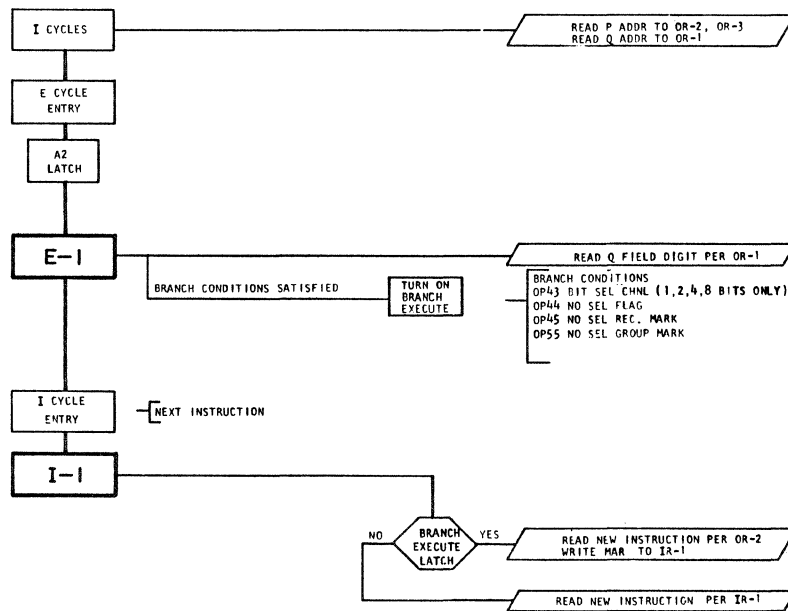 I CYCLES
READ P ADDR TO OR-2, OR-3
READ Q ADDR TO OR-1
E CYCLE
ENTRY
A2
LATCH
E-1
READ Q FIELD DIGIT PER OR-1
BRANCH CONDITIONS SATISFIED
TURN ON
BRANCH
EXECUTE
BRANCH CONDITIONS
OP43 BIT SEL CHNL (1,2,4,8 BITS ONLY)
OP44 NO SEL FLAG
OP45 NO SEL REC. MARK
OP55 NO SEL GROUP MARK
I CYCLE
ENTRY
NEXT INSTRUCTION
I-1
NO
BRANCH
EXECUTE
LATCH
YES
READ NEW INSTRUCTION PER OR-2
WRITE MAR TO IR-1
READ NEW INSTRUCTION PER IR-1